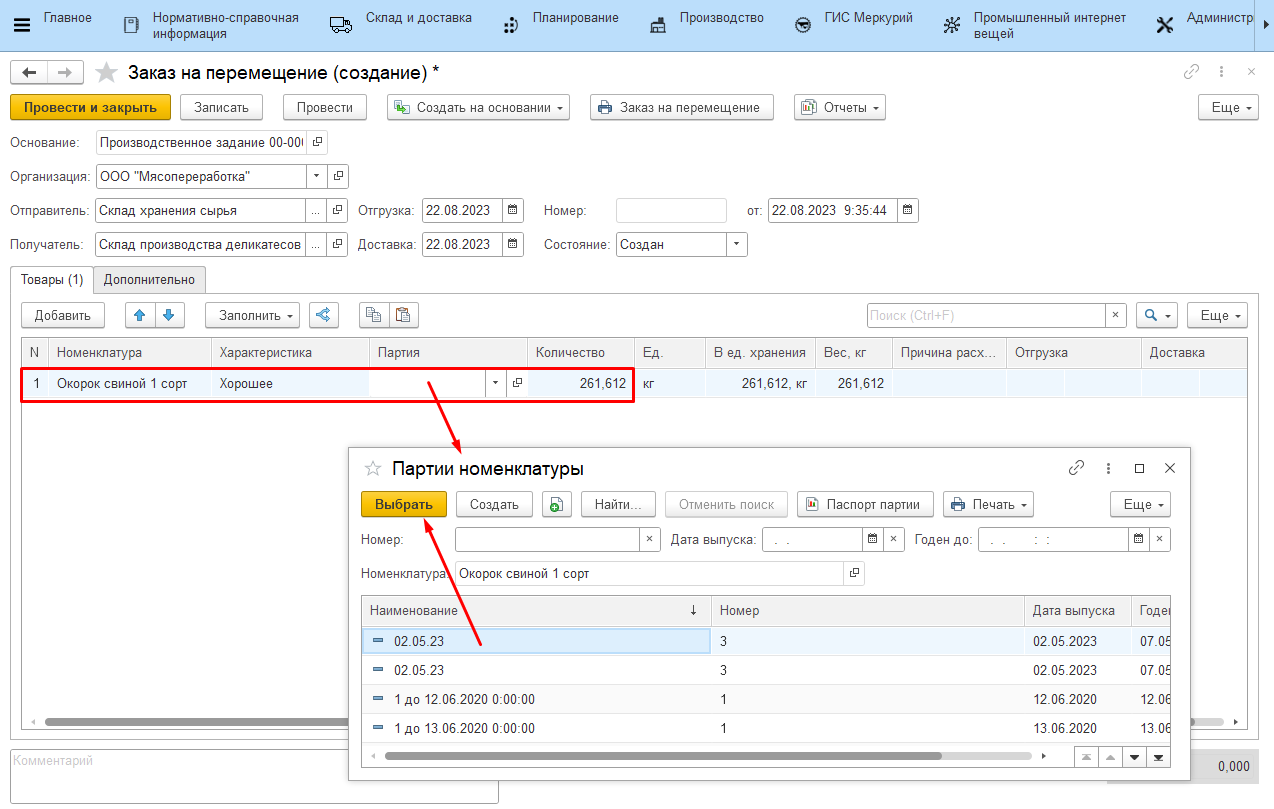 Главное
Нормативно-справочная
информация
Склад и доставка
Планирование
Производство
ГИС Меркурий
Промышленный интернет
вещей
Администр
Заказ на перемещение (создание) *
Провести и закрыть
Записать
Провести
Создать на основании
Заказ на перемещение
Отчеты
Еще
Основание: Производственное задание 00-00
Организация: ООО "Мясопереработка"
Отправитель: Склад хранения сырья ... Отгрузка: 22.08.2023 Номер: от: 22.08.2023 9:35:44
Получатель: Склад производства деликатесов ... Доставка: 22.08.2023 Состояние: Создан
Товары (1) Дополнительно
Добавить Заполнить Поиск (Ctrl+F) × Еще
N Номенклатура Характеристика Партия Количество Ед. В ед. хранения Вес, кг Причина расх... Отгрузка Доставка
1 Окорок свиной 1 сорт Хорошее 261,612 кг 261,612, кг 261,612
Партии номенклатуры
Выбрать Создать Найти... Отменить поиск Паспорт партии Печать Еще
Номер: × Дата выпуска: . . × Годен до: . . : : ×
Номенклатура: Окорок свиной 1 сорт
Наименование ↓ Номер Дата выпуска Годен
02.05.23 3 02.05.2023 07.05
02.05.23 3 02.05.2023 07.05
1 до 12.06.2020 0:00:00 1 12.06.2020 12.06
1 до 13.06.2020 0:00:00 1 13.06.2020 13.06
Комментарий
0,000